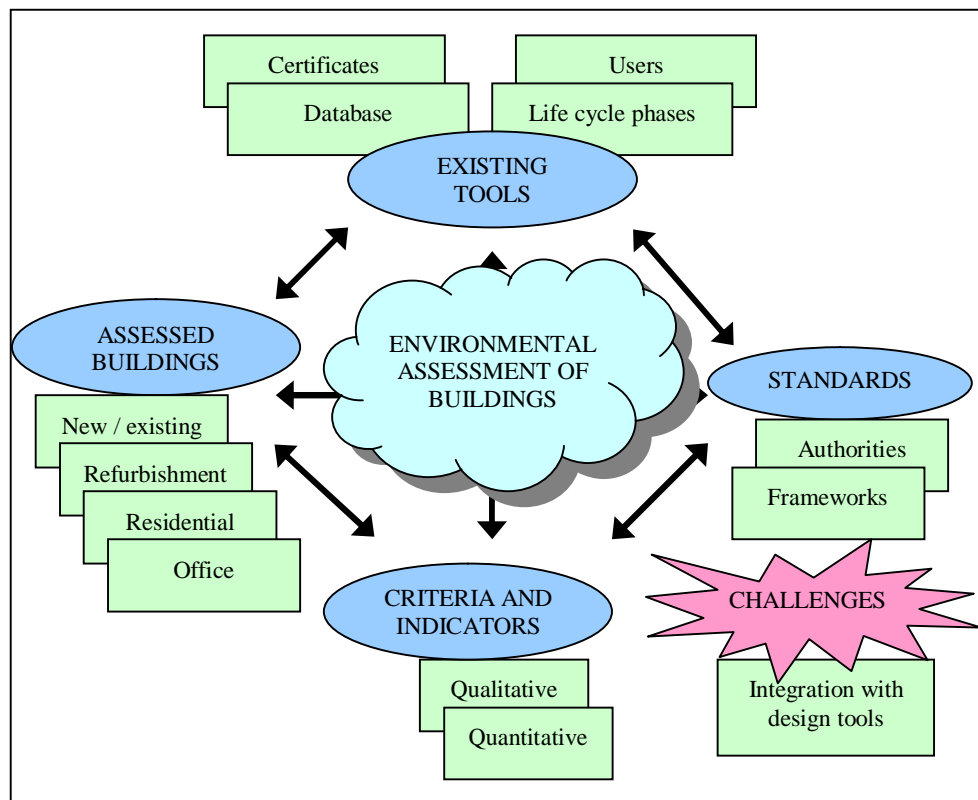 Certificates
Users
Database
Life cycle phases
EXISTING
TOOLS
ASSESSED
BUILDINGS
ENVIRONMENTAL
ASSESSMENT OF
BUILDINGS
STANDARDS
New / existing
Refurbishment
Residential
Office
Authorities
Frameworks
CRITERIA AND
INDICATORS
CHALLENGES
Qualitative
Quantitative
Integration with
design tools